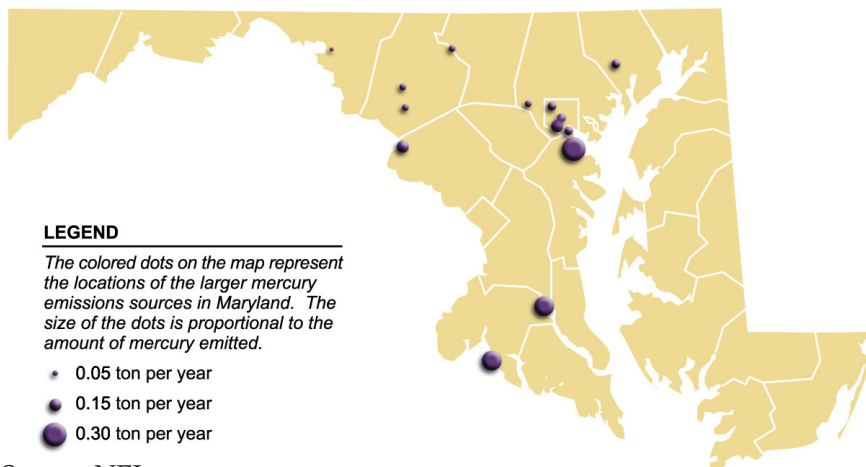 LEGEND
The colored dots on the map represent
the locations of the larger mercury
emissions sources in Maryland.  The
size of the dots is proportional to the
amount of mercury emitted.
0.05 ton per year
0.15 ton per year
0.30 ton per year